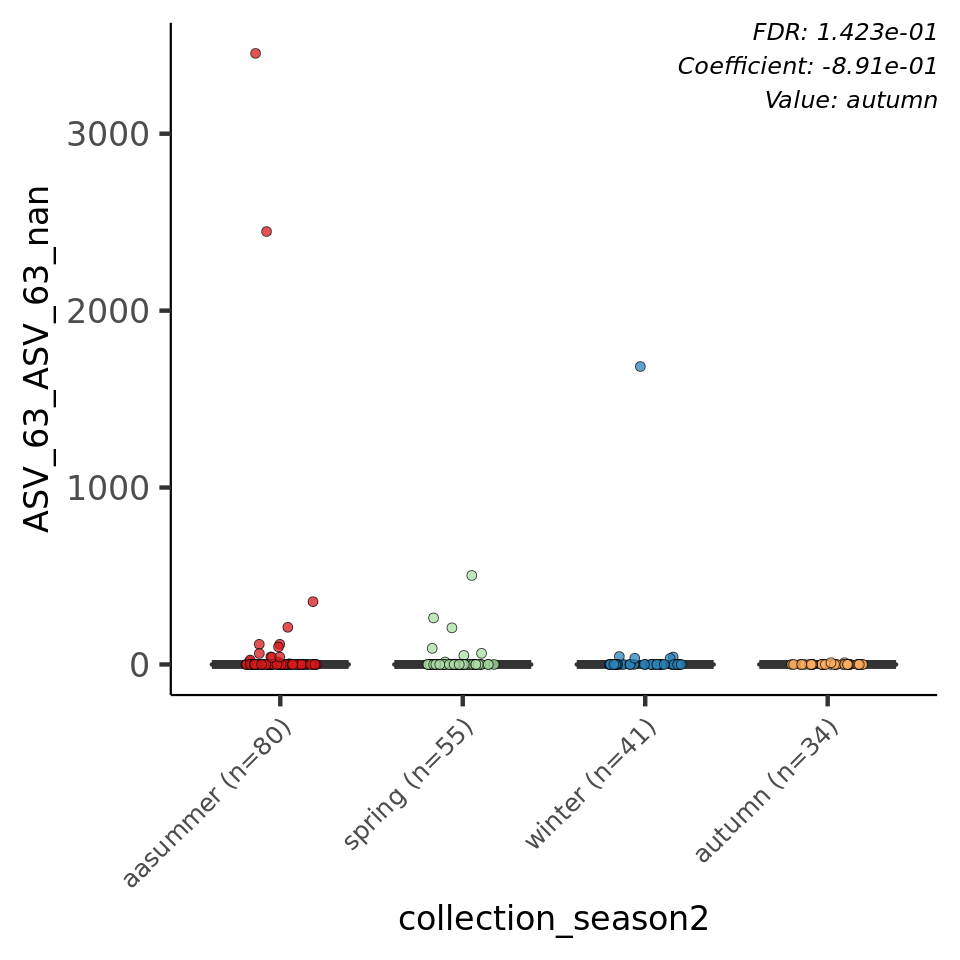 FDR: 1.423e-01
Coefficient: -8.91e-01
Value: autumn
ASV_63_ASV_63_nan
3000
2000
1000
0
aasummer (n=80)
spring (n=55)
winter (n=41)
autumn (n=34)
collection_season2